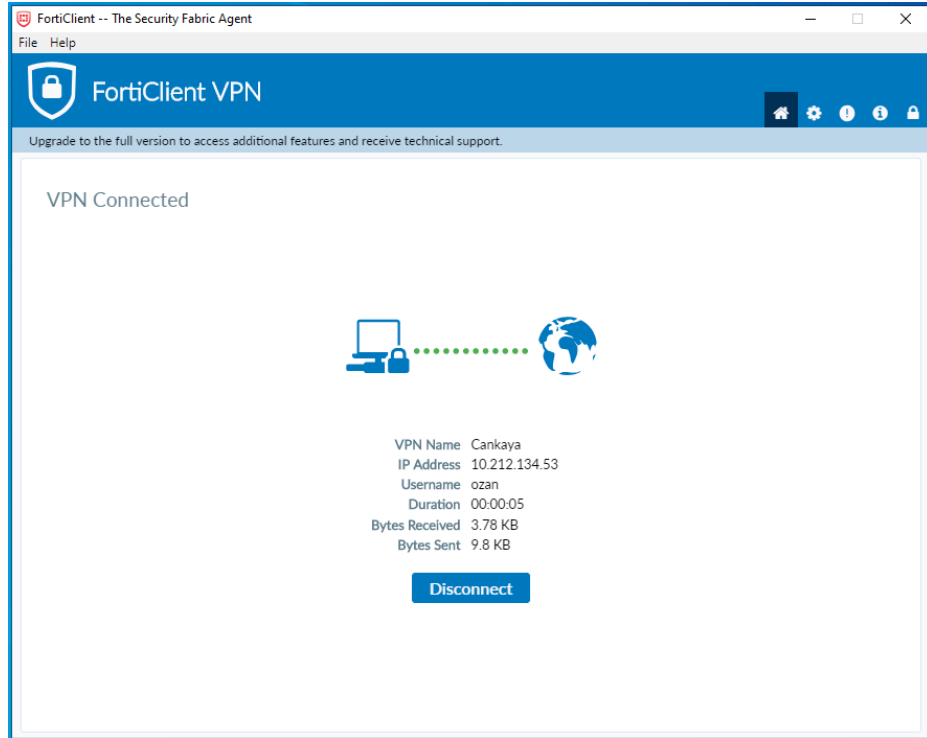 FortiClient -- The Security Fabric Agent
File Help
FortiClient VPN
Upgrade to the full version to access additional features and receive technical support.
VPN Connected
VPN Name Cankaya
IP Address 10.212.134.53
Username ozan
Duration 00:00:05
Bytes Received 3.78 KB
Bytes Sent 9.8 KB
Disconnect